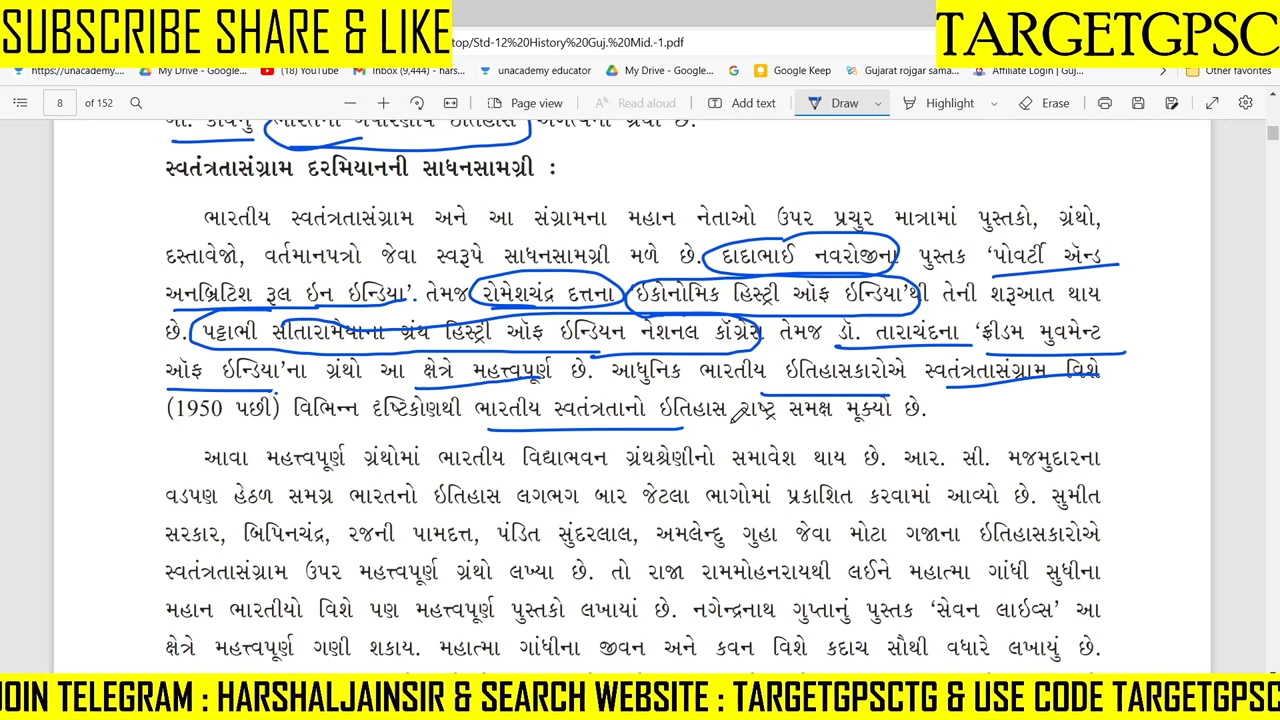 SUBSCRIBE SHARE & LIKE
TARGETGPSC
top/Std-12%20History%20Guj.%20Mid.-1.pdf
https://unacademy.com/ My Drive - Google... (18) YouTube Inbox (9,444) - hars... unacademy educator My Drive - Google... Google Google Keep Gujarat rojgar sama... Affiliate Login | Guj... Other favorites
8 of 152 Page view Read aloud Add text Draw Highlight Erase
ભારતનો બંધારણીય ઇતિહાસ અગત્યના ગ્રંથો છે.
સ્વતંત્રતાસંગ્રામ દરમિયાનની સાધનસામગ્રી :
ભારતીય સ્વતંત્રતાસંગ્રામ અને આ સંગ્રામના મહાન નેતાઓ ઉપર પ્રચુર માત્રામાં પુસ્તકો, ગ્રંથો,
દસ્તાવેજો, વર્તમાનપત્રો જેવા સ્વરૂપે સાધનસામગ્રી મળે છે. દાદાભાઈ નવરોજીના પુસ્તક ‘પોવર્ટી ઍન્ડ
અનબ્રિટિશ રૂલ ઇન ઇન્ડિયા’. તેમજ રોમેશચંદ્ર દત્તના ‘ઇકોનોમિક હિસ્ટ્રી ઑફ ઇન્ડિયા’થી તેની શરૂઆત થાય
છે. પટ્ટાભી સીતારામૈયાના ગ્રંથ હિસ્ટ્રી ઑફ ઇન્ડિયન નેશનલ કૉંગ્રેસ તેમજ ડૉ. તારાચંદના ‘ફ્રીડમ મુવમેન્ટ
ઑફ ઇન્ડિયા’ના ગ્રંથો આ ક્ષેત્રે મહત્ત્વપૂર્ણ છે. આધુનિક ભારતીય ઇતિહાસકારોએ સ્વતંત્રતાસંગ્રામ વિશે
(1950 પછી) વિભિન્ન દૃષ્ટિકોણથી ભારતીય સ્વતંત્રતાનો ઇતિહાસ રાષ્ટ્ર સમક્ષ મૂક્યો છે.
આવા મહત્ત્વપૂર્ણ ગ્રંથોમાં ભારતીય વિદ્યાભવન ગ્રંથશ્રેણીનો સમાવેશ થાય છે. આર. સી. મજમુદારના
વડપણ હેઠળ સમગ્ર ભારતનો ઇતિહાસ લગભગ બાર જેટલા ભાગોમાં પ્રકાશિત કરવામાં આવ્યો છે. સુમીત
સરકાર, બિપિનચંદ્ર, રજની પામદત્ત, પંડિત સુંદરલાલ, અમલેન્દુ ગુહા જેવા મોટા ગજાના ઇતિહાસકારોએ
સ્વતંત્રતાસંગ્રામ ઉપર મહત્ત્વપૂર્ણ ગ્રંથો લખ્યા છે. તો રાજા રામમોહનરાયથી લઈને મહાત્મા ગાંધી સુધીના
મહાન ભારતીયો વિશે પણ મહત્ત્વપૂર્ણ પુસ્તકો લખાયાં છે. નગેન્દ્રનાથ ગુપ્તાનું પુસ્તક ‘સેવન લાઇવ્સ’ આ
ક્ષેત્રે મહત્ત્વપૂર્ણ ગણી શકાય. મહાત્મા ગાંધીના જીવન અને કવન વિશે કદાચ સૌથી વધારે લખાયું છે.
JOIN TELEGRAM : HARSHALJAINSIR & SEARCH WEBSITE : TARGETGPSCTG & USE CODE TARGETGPSC